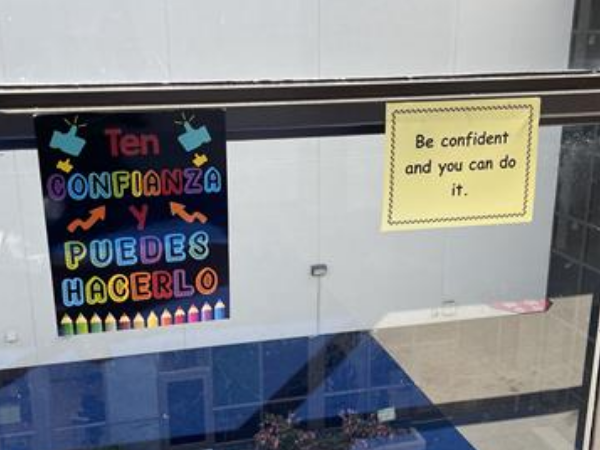 Ten
CONFIANZA
Y
PUEDES
HACERLO
Be confident
and you can do
it.